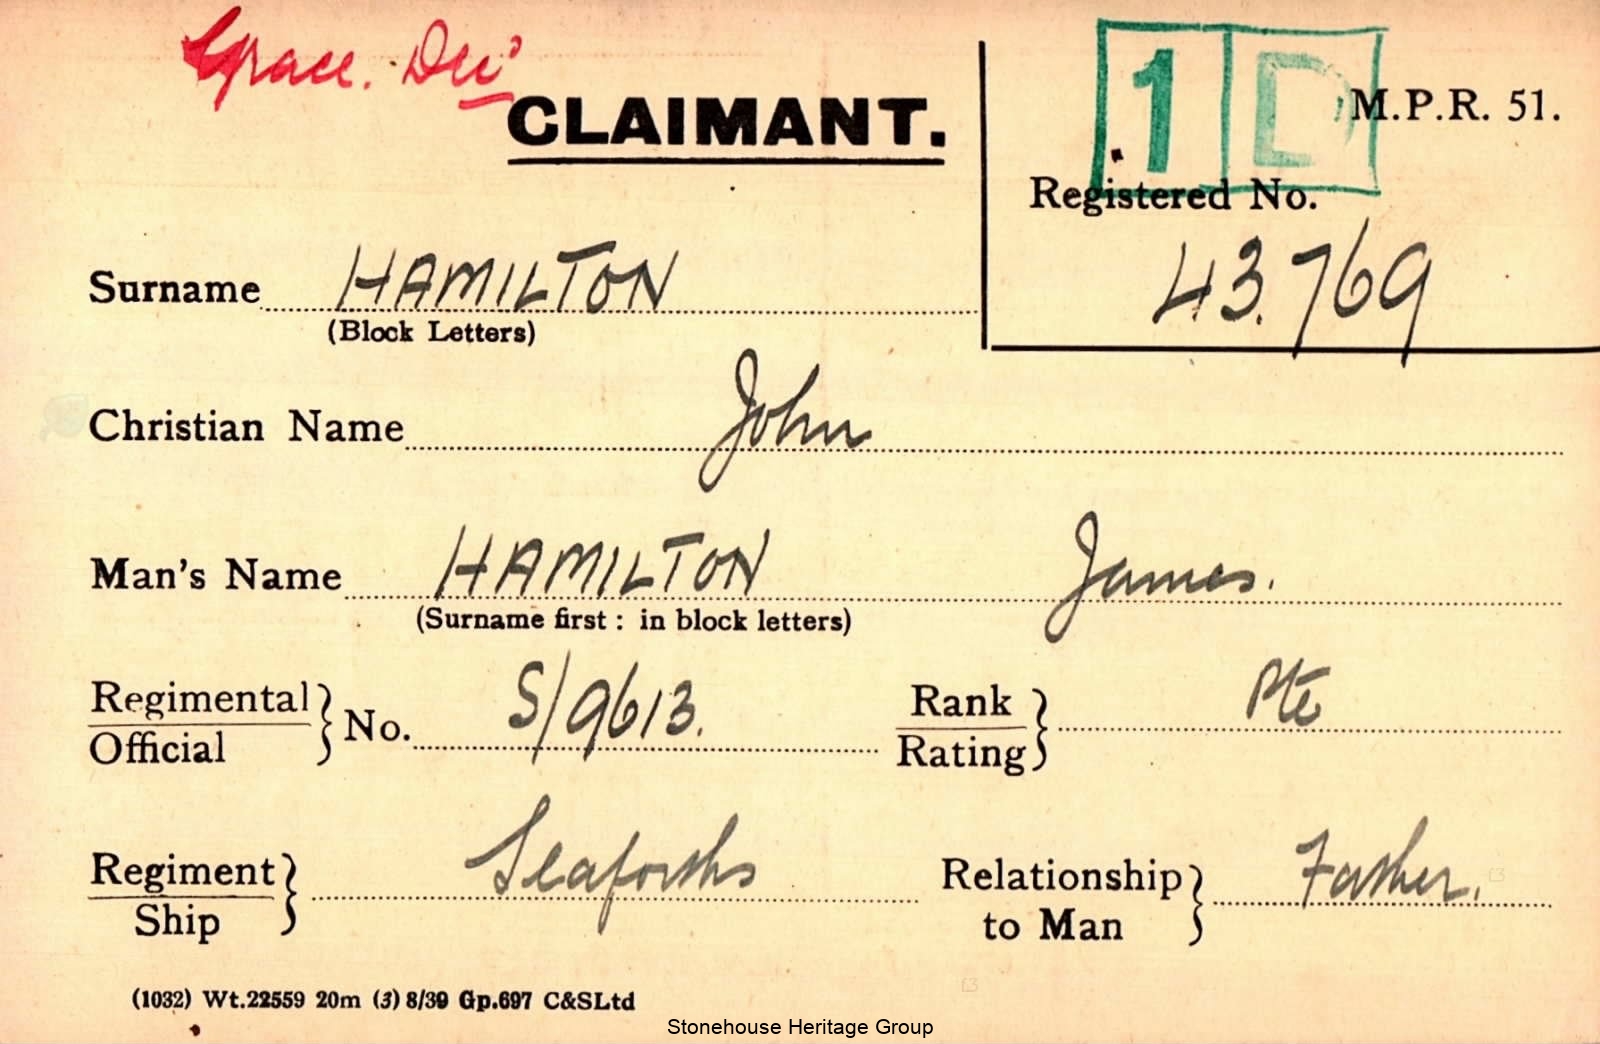 Grace. Dec'
CLAIMANT.
1 D
M.P.R. 51.
Registered No.
43.769
Surname HAMILTON
(Block Letters)
Christian Name John
Man's Name HAMILTON James.
(Surname first : in block letters)
Regimental
Official } No. S/9613.
Rank
Rating } Pte
Regiment
Ship } Seaforths
Relationship
to Man } Father.
(1032) Wt.22559 20m (3) 8/39 Gp.697 C&SLtd
Stonehouse Heritage Group